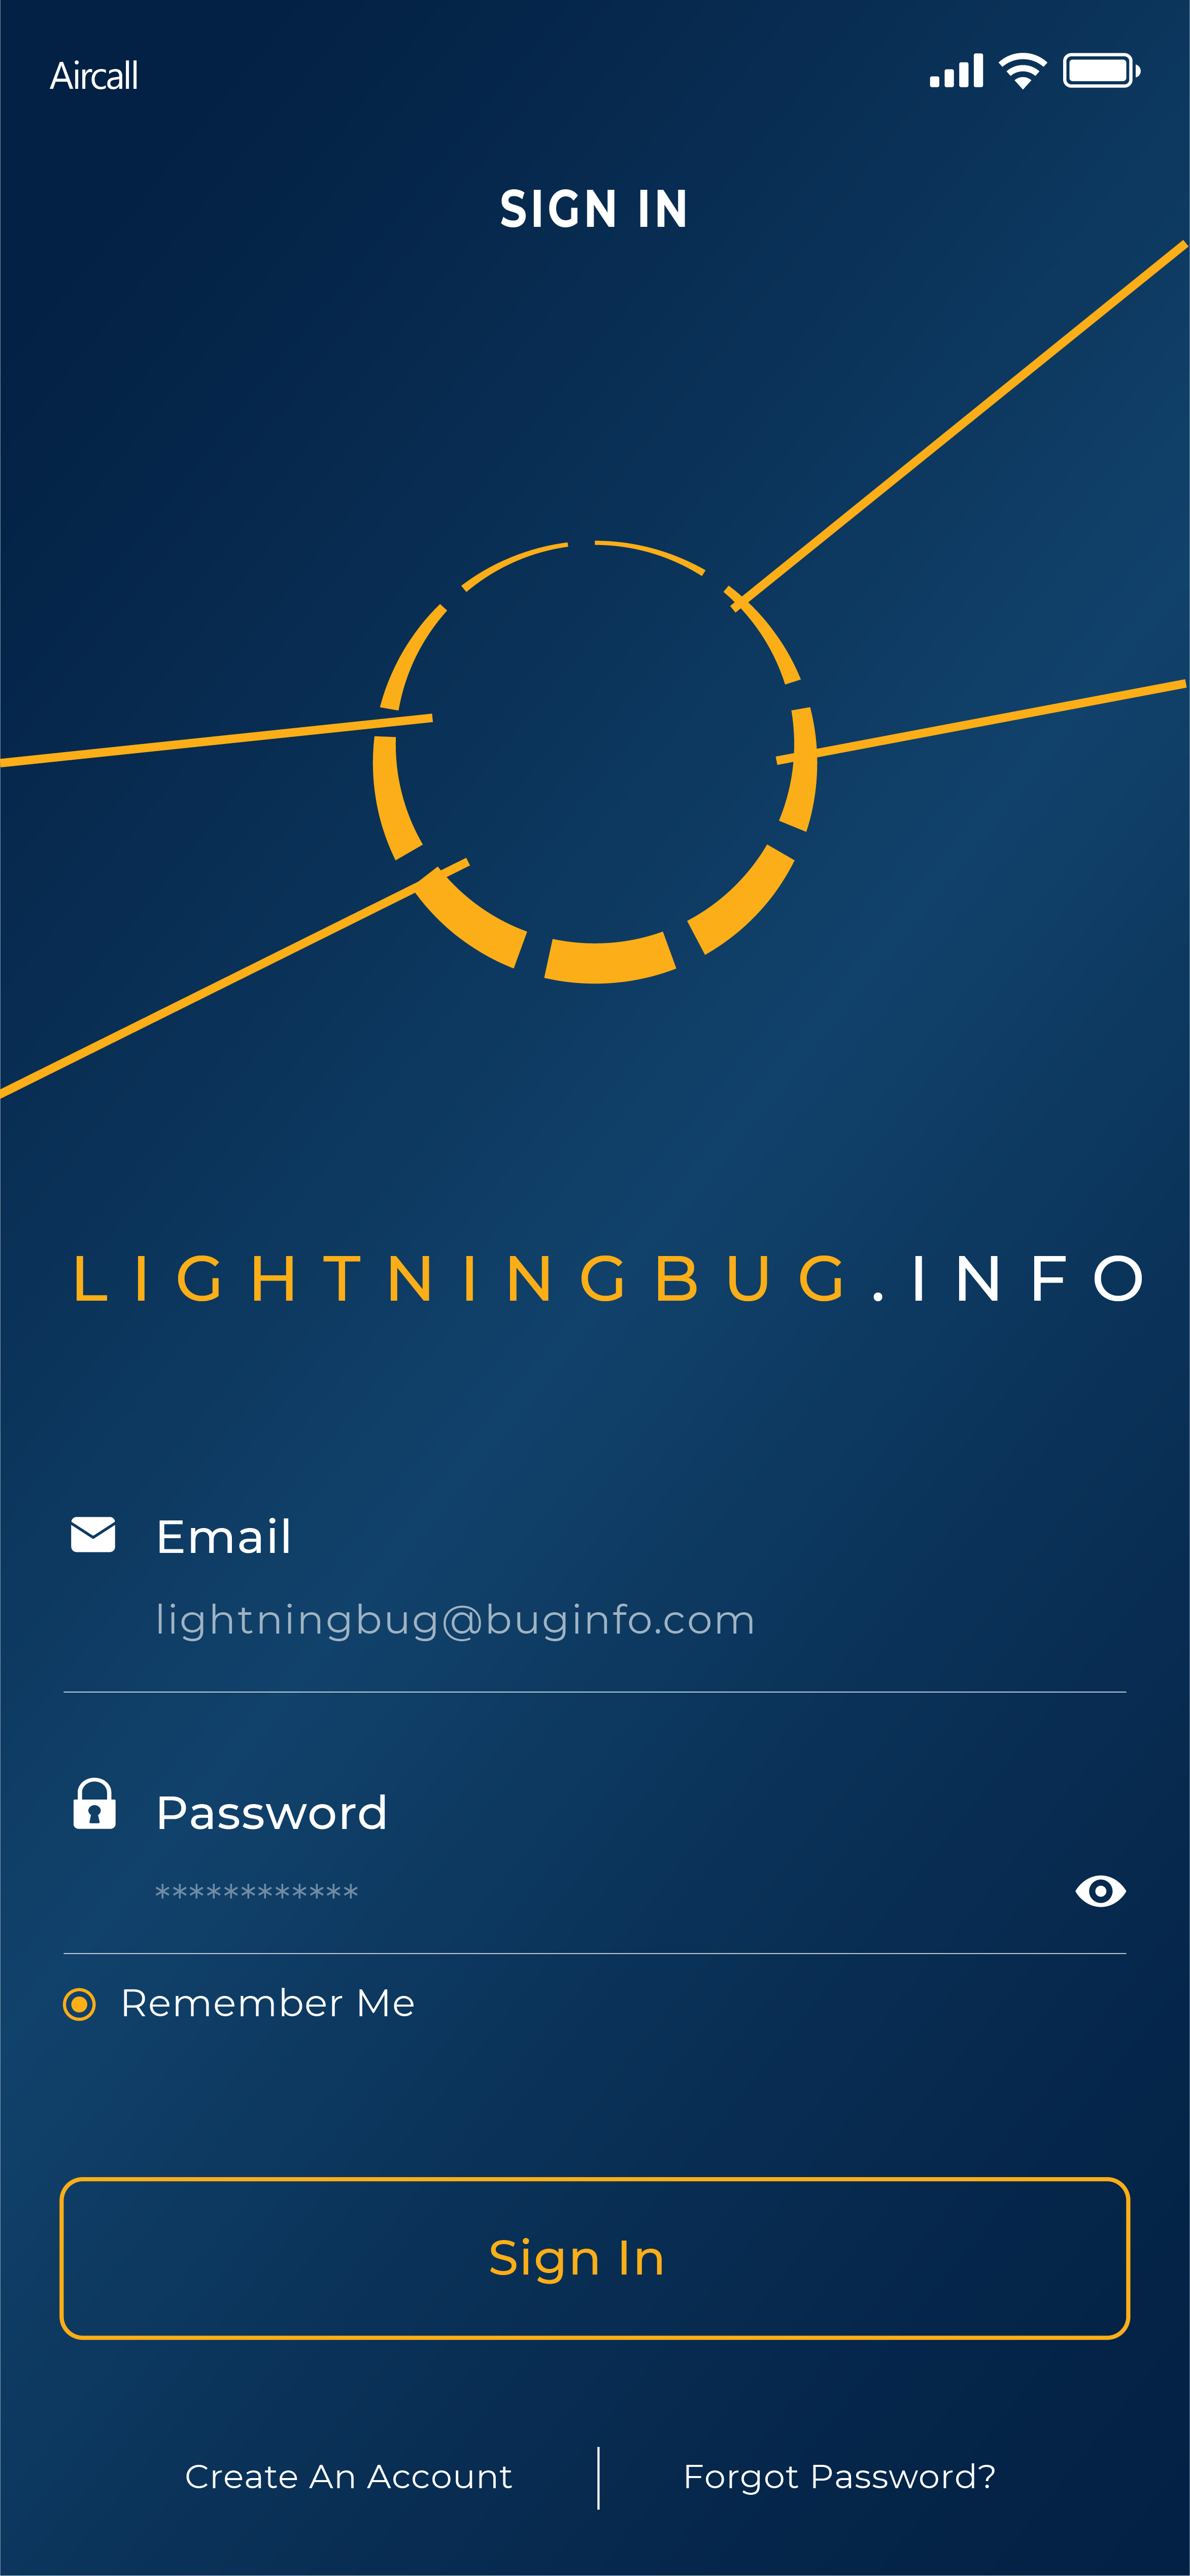 Aircall
SIGN IN
LIGHTNINGBUG.INFO
Email
lightningbug@buginfo.com
Password
************
Remember Me
Sign In
Create An Account | Forgot Password?